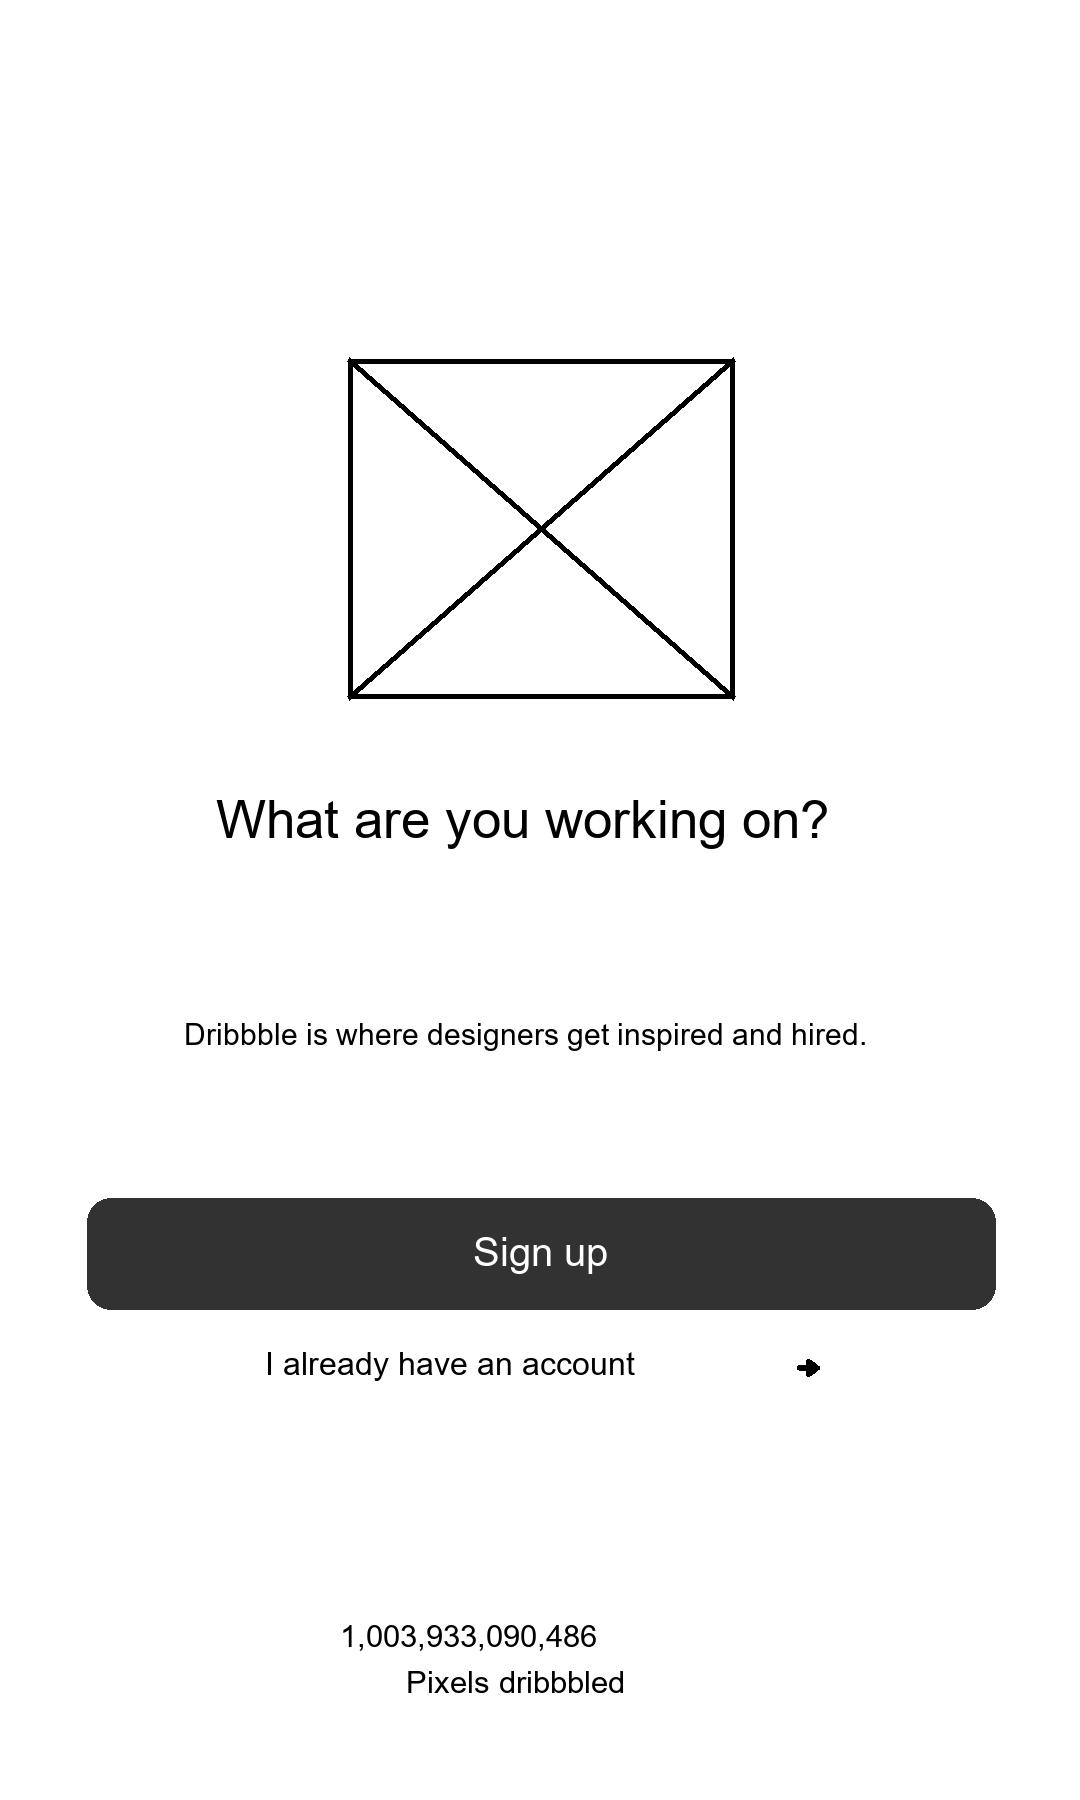 What are you working on?
Dribbble is where designers get inspired and hired.
Sign up
I already have an account
1,003,933,090,486
Pixels dribbbled